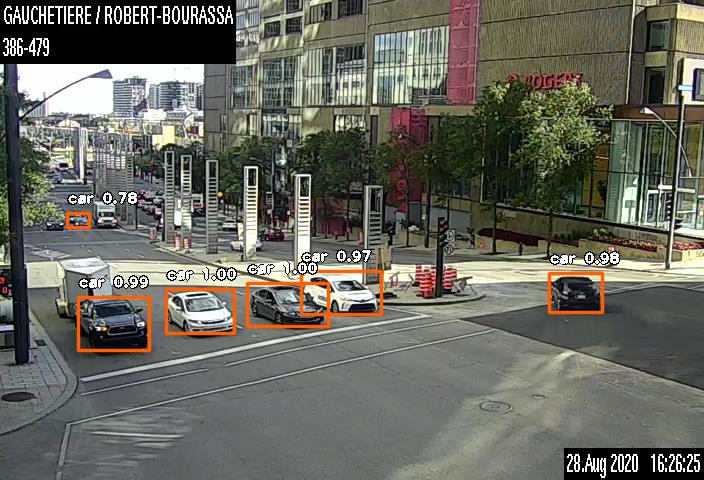 GAUCHETIERE / ROBERT-BOURASSA
386-479
ROGERS
car 0.78
car 0.97
car 0.98
car 0.99
car 1.00
car 1.00
28.Aug 2020 16:26:25